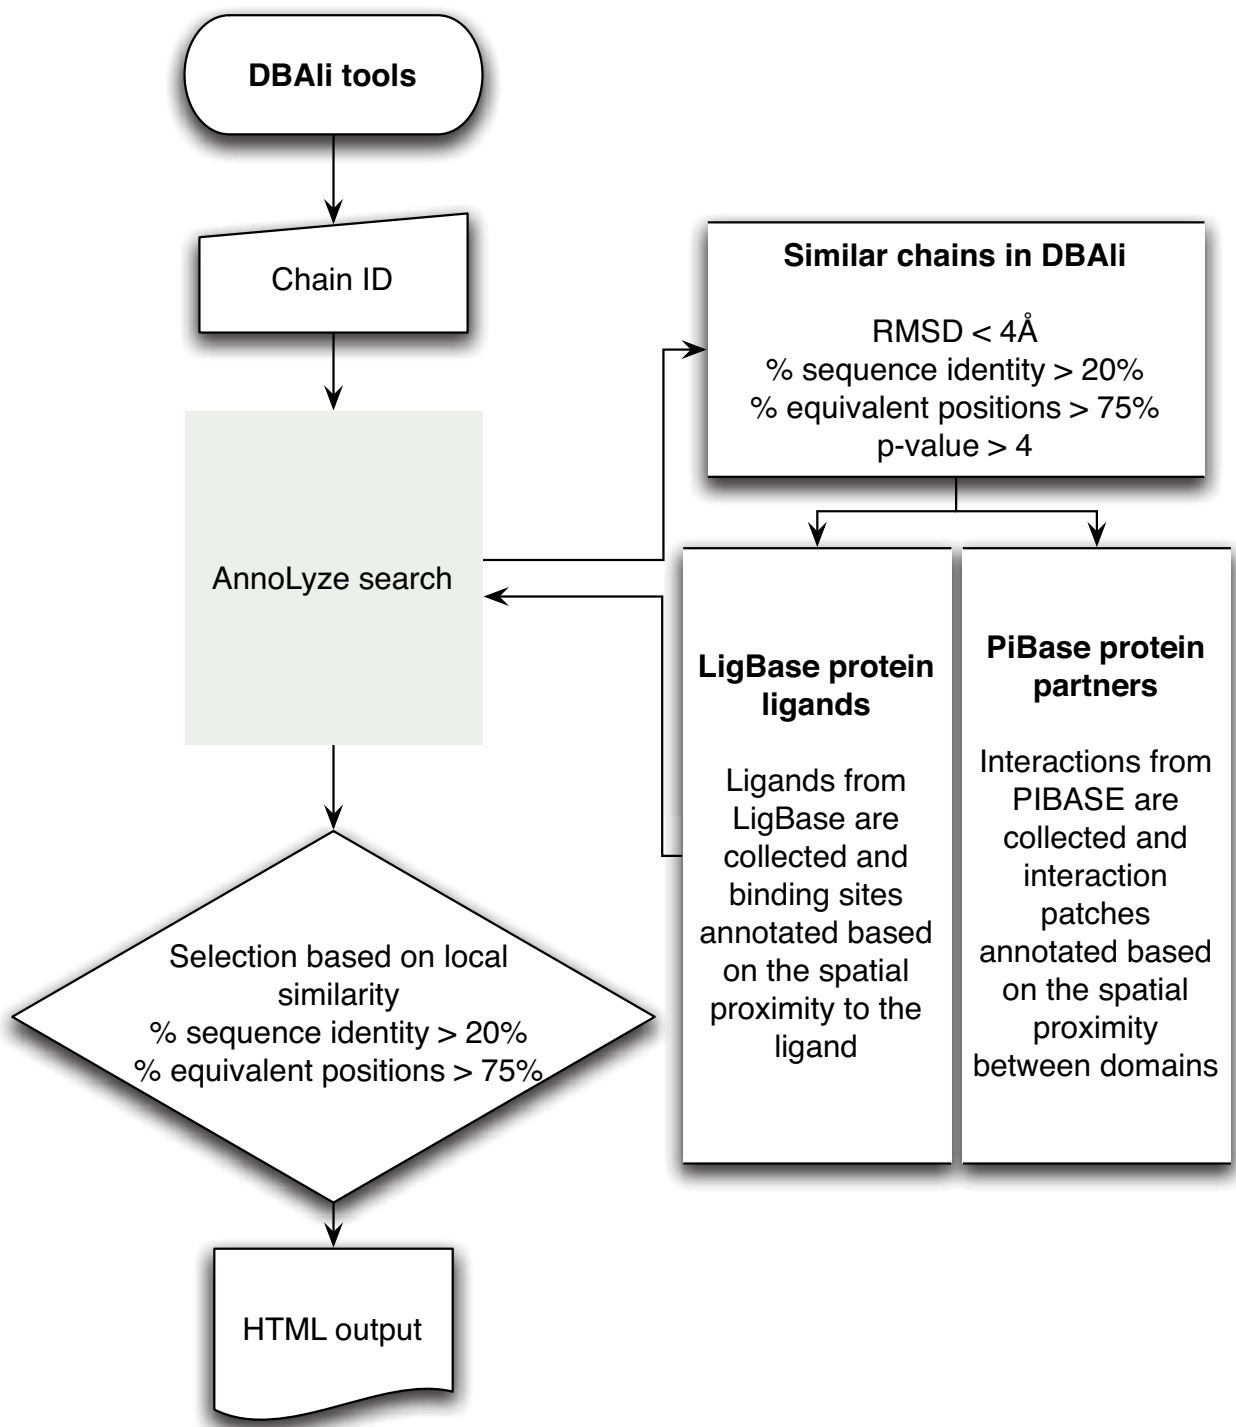 DBAli tools
Chain ID
AnnoLyze search
Selection based on local
similarity
% sequence identity > 20%
% equivalent positions > 75%
HTML output
Similar chains in DBAli
RMSD < 4Å
% sequence identity > 20%
% equivalent positions > 75%
p-value > 4
LigBase protein
ligands
Ligands from
LigBase are
collected and
binding sites
annotated based
on the spatial
proximity to the
ligand
PiBase protein
partners
Interactions from
PIBASE are
collected and
interaction
patches
annotated based
on the spatial
proximity
between domains